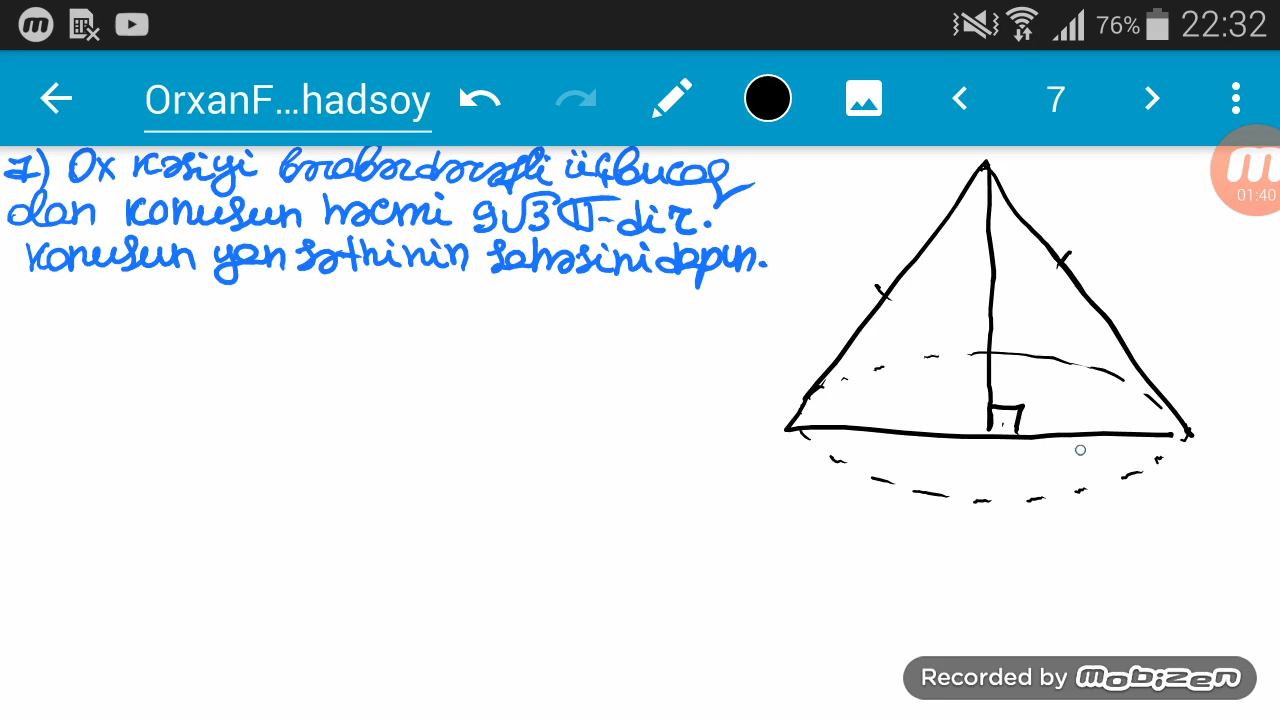 76% 22:32
OrxanF...hadsoy 7
01:40
1) Ox kəsiyi bərabərtərəfli üçbucaq
olan konusun həcmi 9√3π-dir.
Konusun yan səthinin sahəsini tapın.
Recorded by mobizen